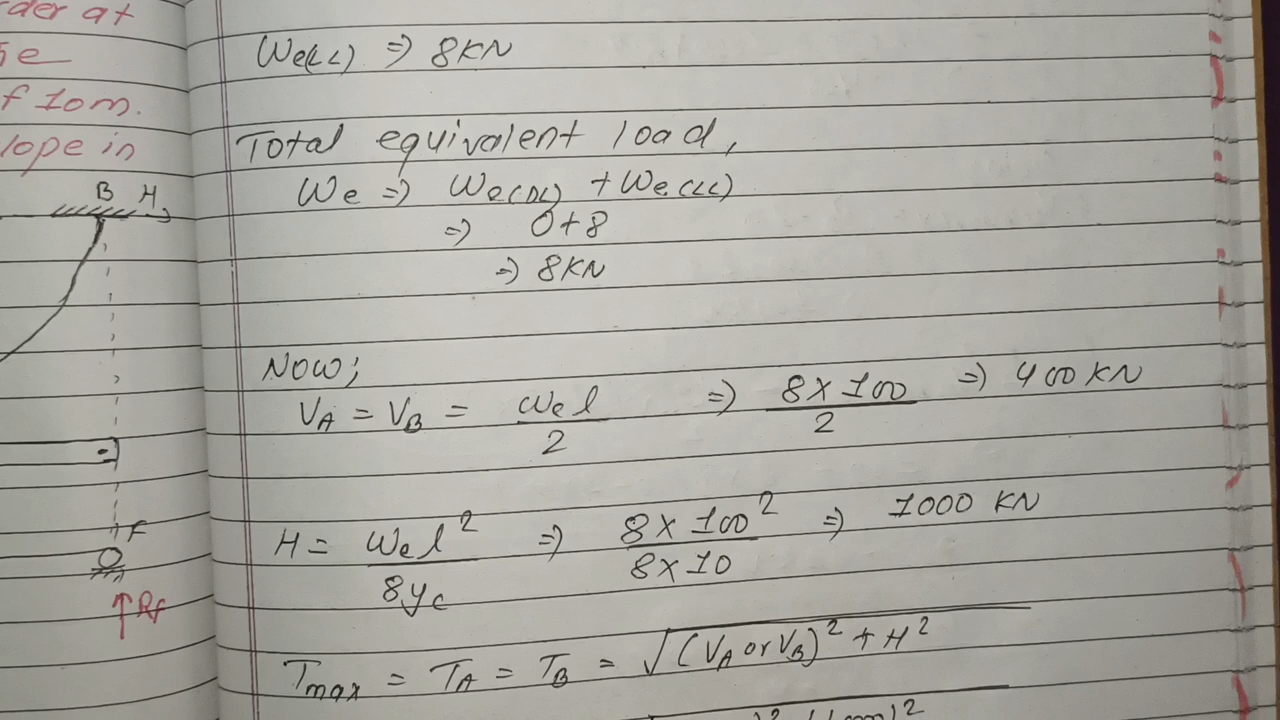 der at
f 10m.
lope in
B H
F
Rf
We(LL) ⇒ 8KN
Total equivalent load,
We ⇒ We(DL) + We(LL)
⇒ 0+8
⇒ 8KN
Now;
VA = VB = Wel/2 ⇒ 8×100/2 ⇒ 400 KN
H = Wel²/8yc ⇒ 8×100²/8×10 ⇒ 1000 KN
Tmax = TA = TB = √(VA or VB)² + H²